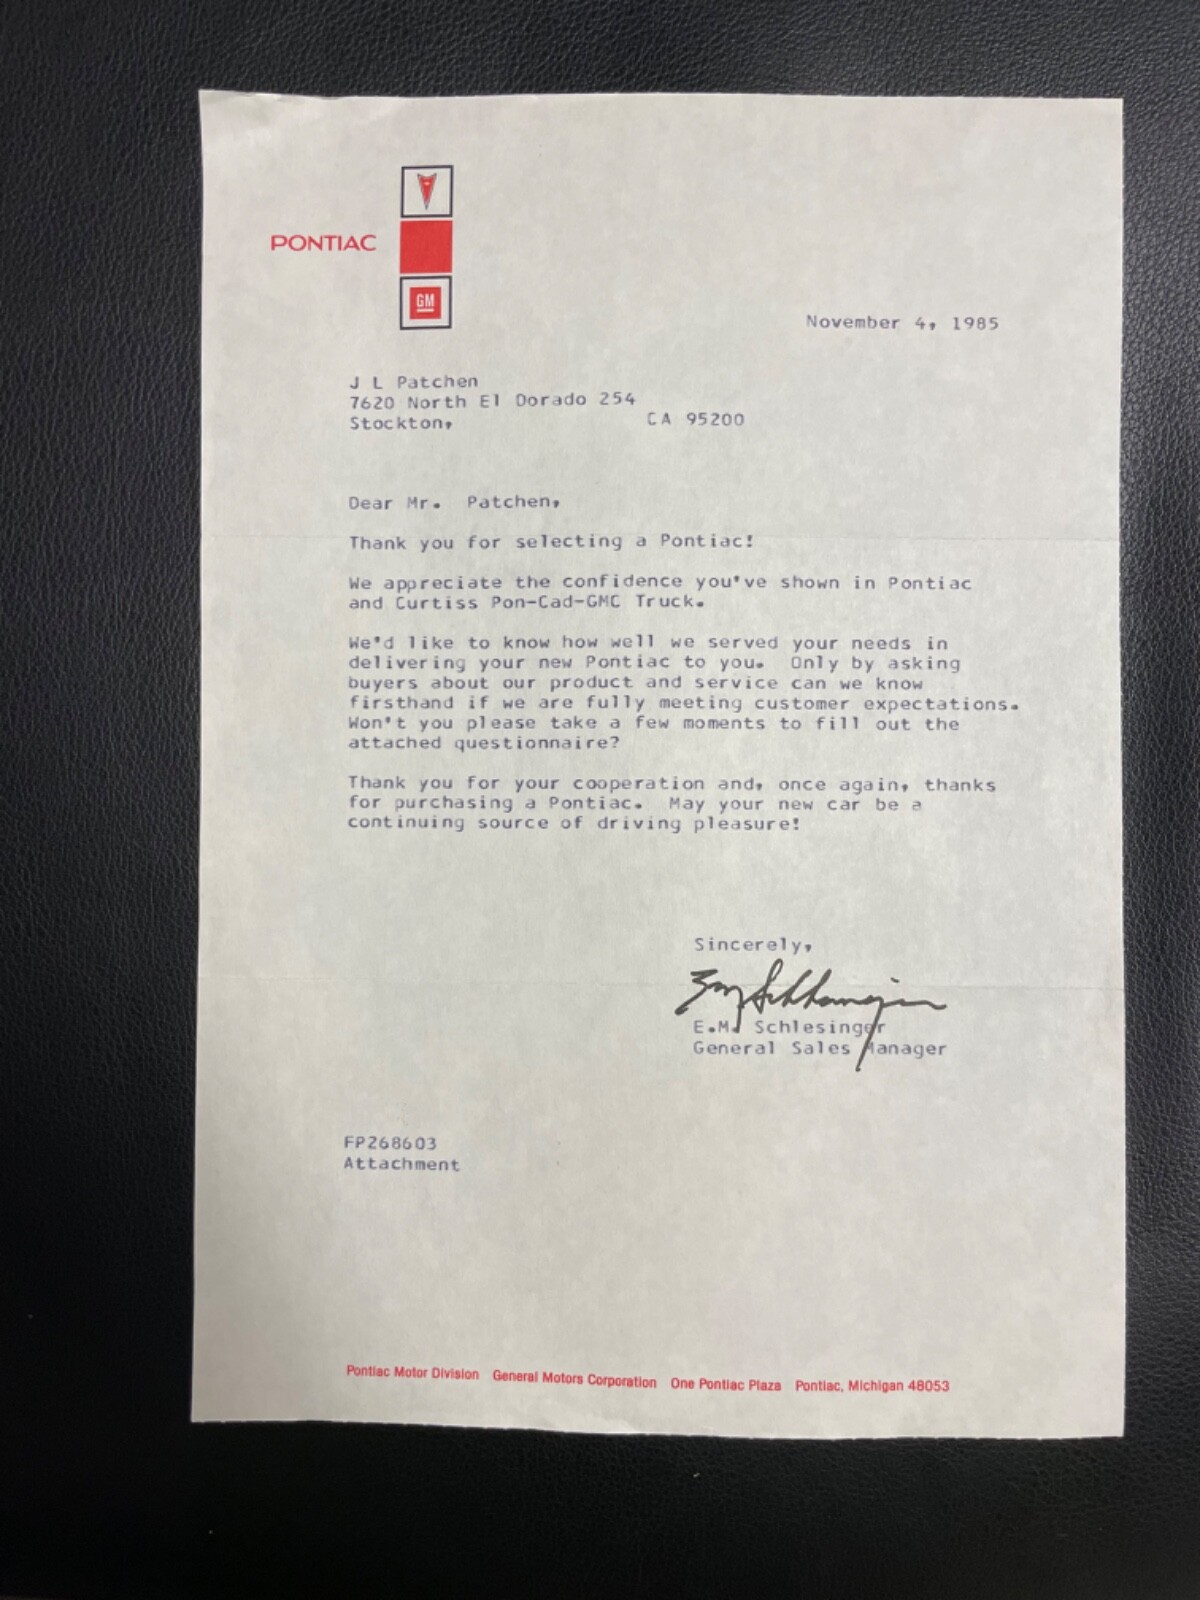 PONTIAC
GM
November 4, 1985
J L Patchen
7620 North El Dorado 254
Stockton, CA 95200
Dear Mr. Patchen,
Thank you for selecting a Pontiac!
We appreciate the confidence you've shown in Pontiac
and Curtiss Pon-Cad-GMC Truck.
We'd like to know how well we served your needs in
delivering your new Pontiac to you. Only by asking
buyers about our product and service can we know
firsthand if we are fully meeting customer expectations.
Won't you please take a few moments to fill out the
attached questionnaire?
Thank you for your cooperation and, once again, thanks
for purchasing a Pontiac. May your new car be a
continuing source of driving pleasure!
Sincerely,
E.M. Schlesinger
General Sales Manager
FP268603
Attachment
Pontiac Motor Division General Motors Corporation One Pontiac Plaza Pontiac, Michigan 48053